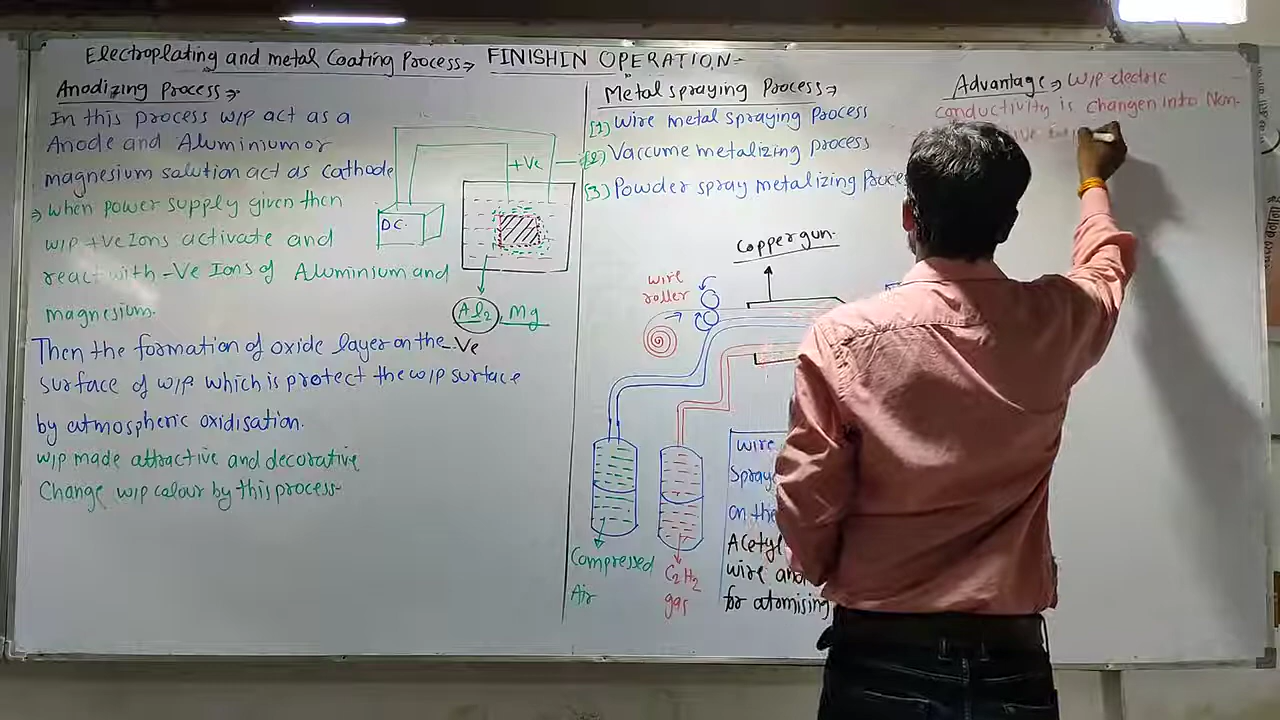 Electroplating and metal Coating Process⇒ FINISHIN OPERATION:-
Anodizing Process⇒
In this process W/P act as a
Anode and Aluminium or
magnesium solution act as cathode
⇒ when power supply given then
W/P +Ve Ions activate and
react with -Ve Ions of Aluminium and
magnesium.
Then the formation of oxide layer on the
surface of W/P which is protect the W/P surface
by atmospheric oxidisation.
W/P made attractive and decorative
Change W/P colour by this process-
+Ve
DC.
Al2 Mg
-Ve
Metal spraying Process⇒
[1] Wire metal spraying Process
[2] Vaccume metalizing process
[3] Powder spray metalizing Proce
Copper gun.
wire
roller
Compressed
Air
C2H2
gas
Wire
Spray
on the
Acetyl
wire and
for atomising
Advantage⇒ W/P electric
conductivity is changen into Non-